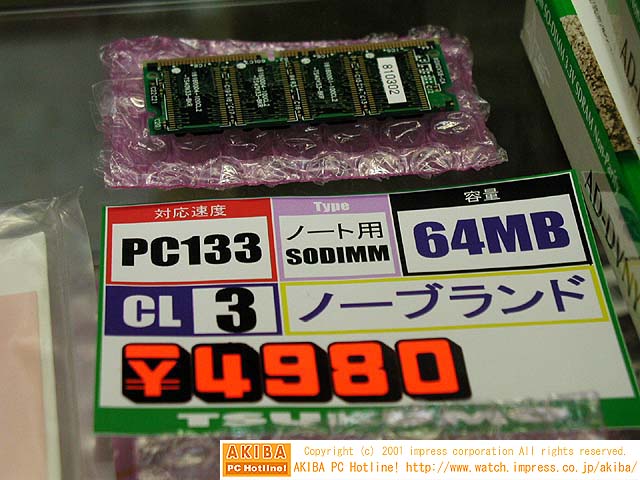 810302
対応速度
PC133
Type
ノート用
SODIMM
容量
64MB
CL 3
ノーブランド
¥4980
AKIBA
PC Hotline!
Copyright (c) 2001 impress corporation All rights reserved.
AKIBA PC Hotline! http://www.watch.impress.co.jp/akiba/